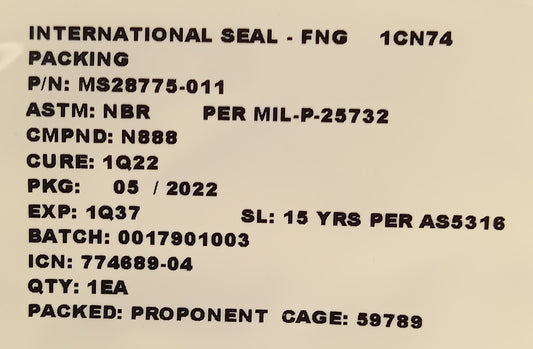 INTERNATIONAL SEAL - FNG 1CN74
PACKING
P/N: MS28775-011
ASTM: NBR PER MIL-P-25732
CMPND: N888
CURE: 1Q22
PKG: 05 / 2022
EXP: 1Q37 SL: 15 YRS PER AS5316
BATCH: 0017901003
ICN: 774689-04
QTY: 1EA
PACKED: PROPONENT CAGE: 59789